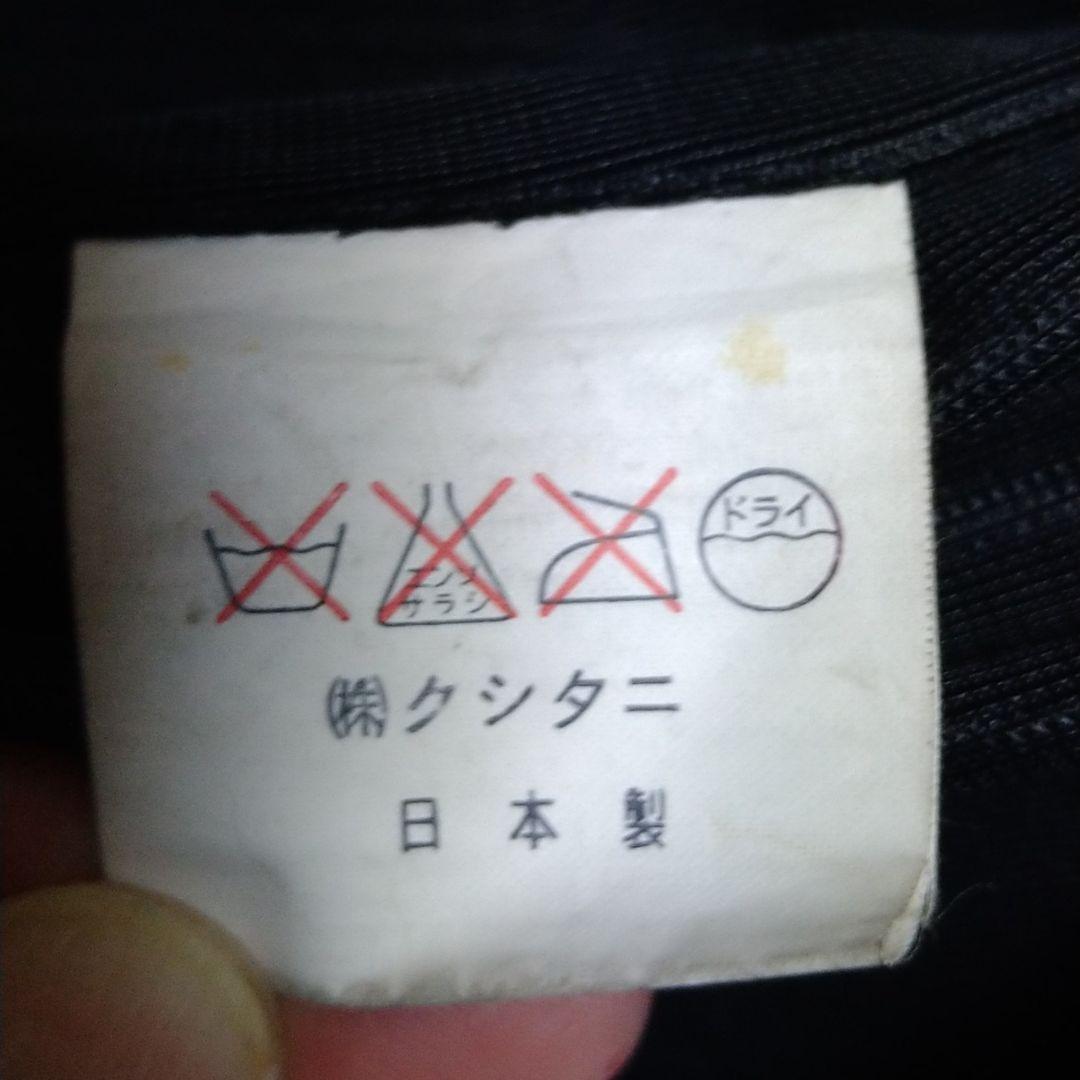 ドライ
エンソ
サラシ
㈱クシタニ
日本製